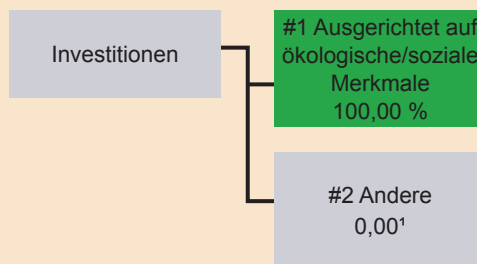 Investitionen
#1 Ausgerichtet auf
ökologische/soziale
Merkmale
100,00 %
#2 Andere
0,00¹